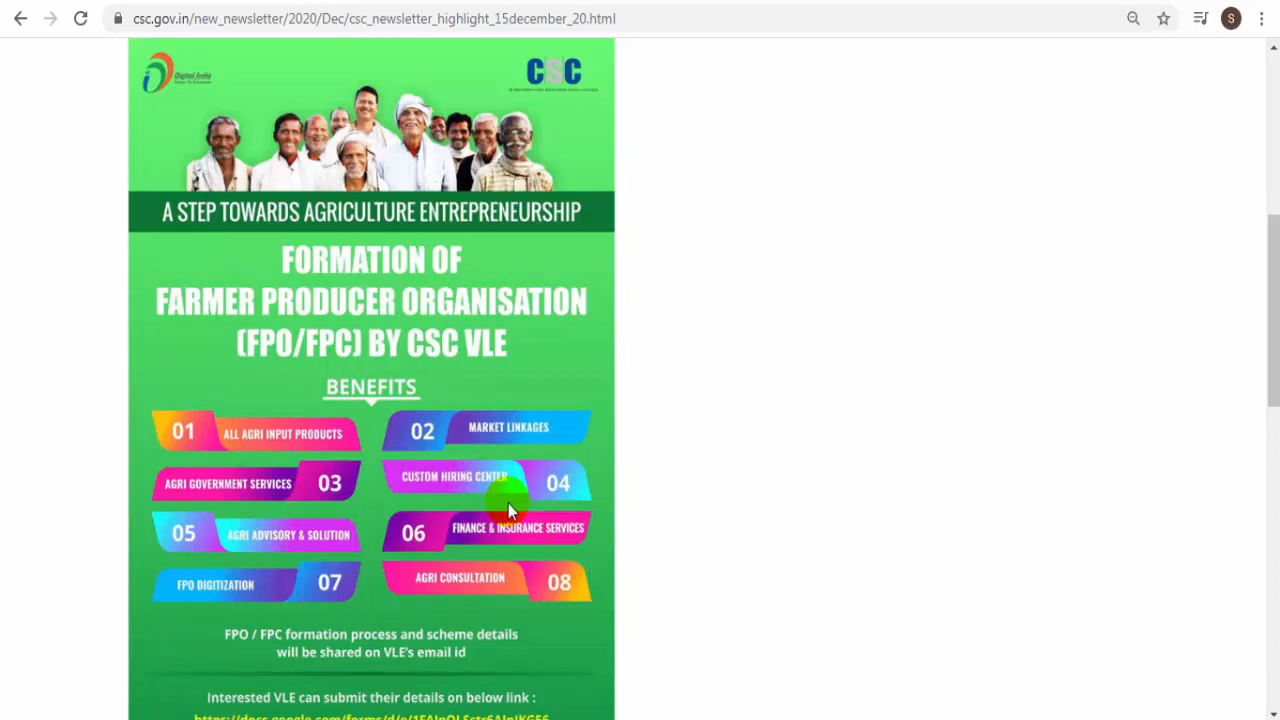 csc.gov.in/new_newsletter/2020/Dec/csc_newsletter_highlight_15december_20.html
S
Digital India
CSC
A STEP TOWARDS AGRICULTURE ENTREPRENEURSHIP
FORMATION OF
FARMER PRODUCER ORGANISATION
(FPO/FPC) BY CSC VLE
BENEFITS
01 ALL AGRI INPUT PRODUCTS
02 MARKET LINKAGES
AGRI GOVERNMENT SERVICES 03
CUSTOM HIRING CENTER 04
05 AGRI ADVISORY & SOLUTION
06 FINANCE & INSURANCE SERVICES
FPO DIGITIZATION 07
AGRI CONSULTATION 08
FPO / FPC formation process and scheme details
will be shared on VLE's email id
Interested VLE can submit their details on below link :